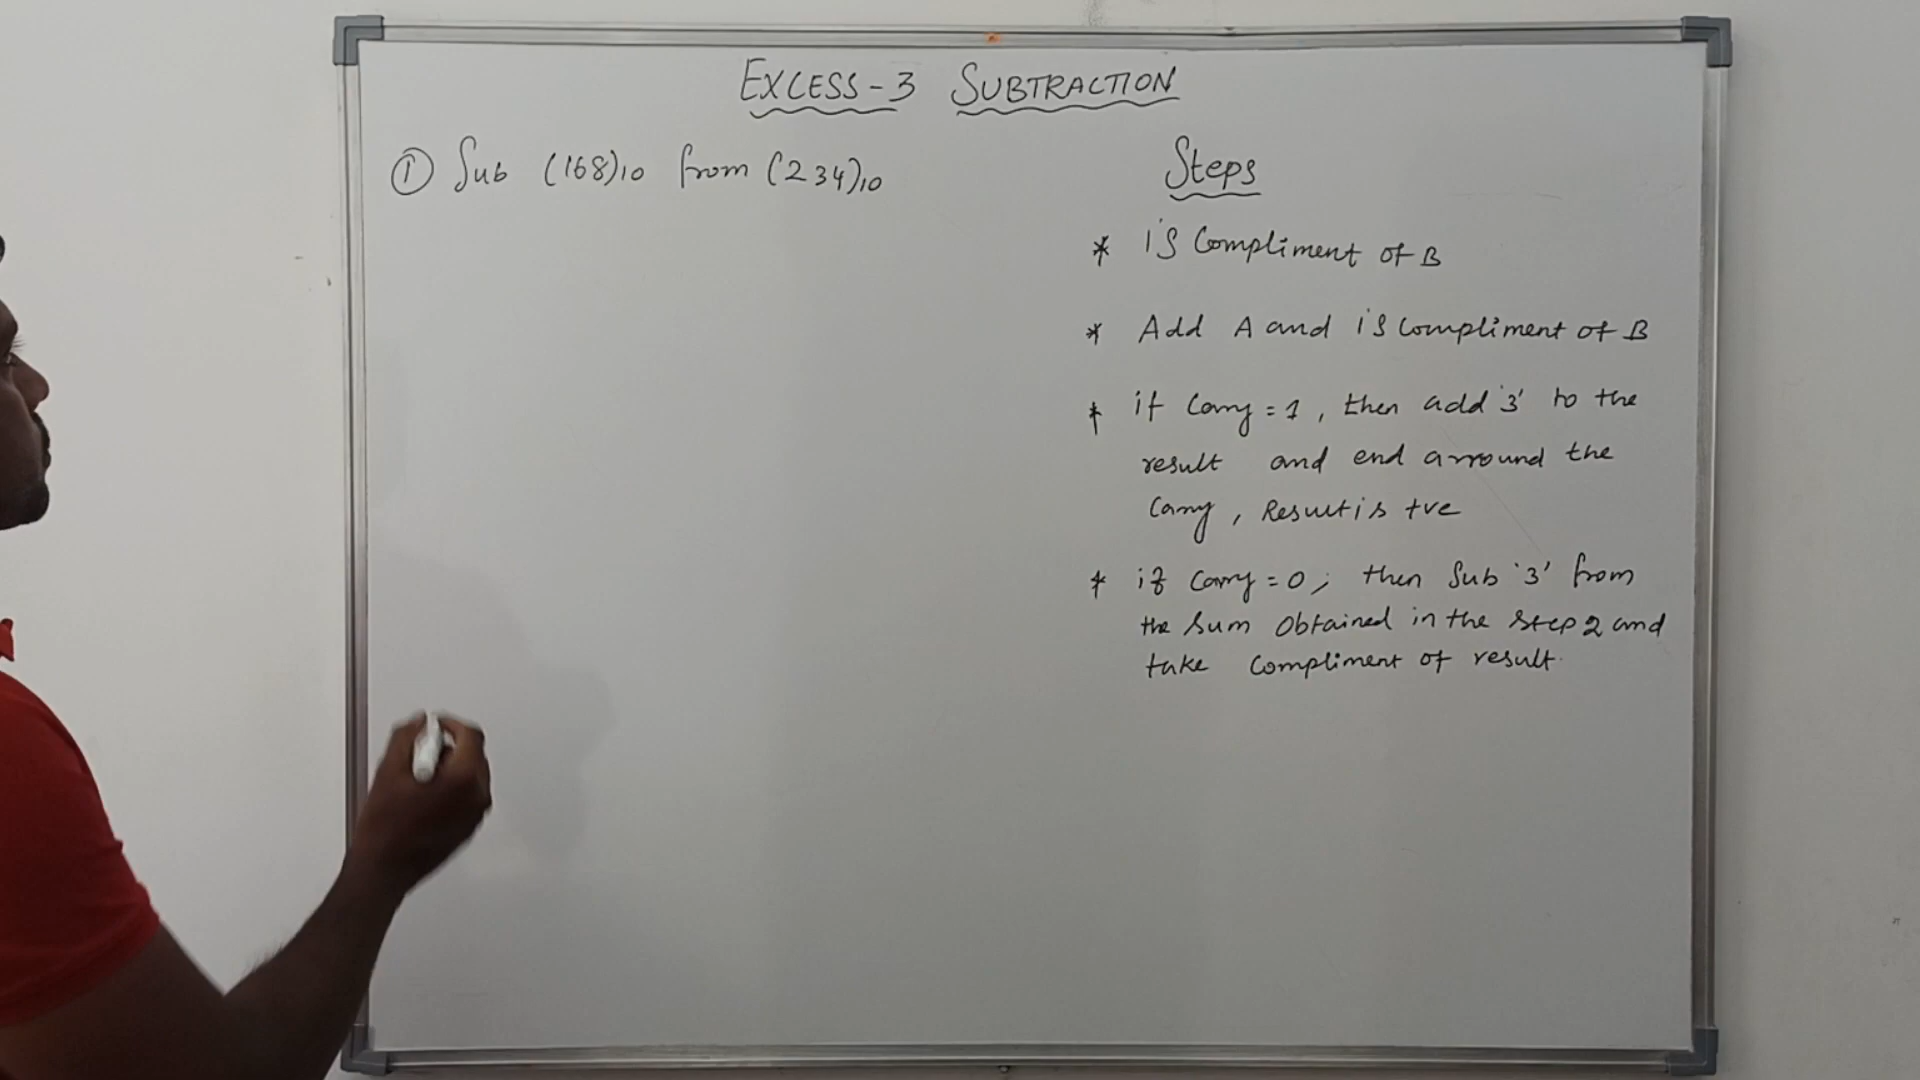 EXCESS-3 SUBTRACTION
① Sub (168)10 from (234)10
Steps
* 1'S Compliment of B
* Add A and 1'S Compliment of B
* if Carry = 1, then add '3' to the
result and end arround the
Carry, Result is +ve
* if Carry = 0; then Sub '3' from
the Sum Obtained in the Step 2 and
take Compliment of result.